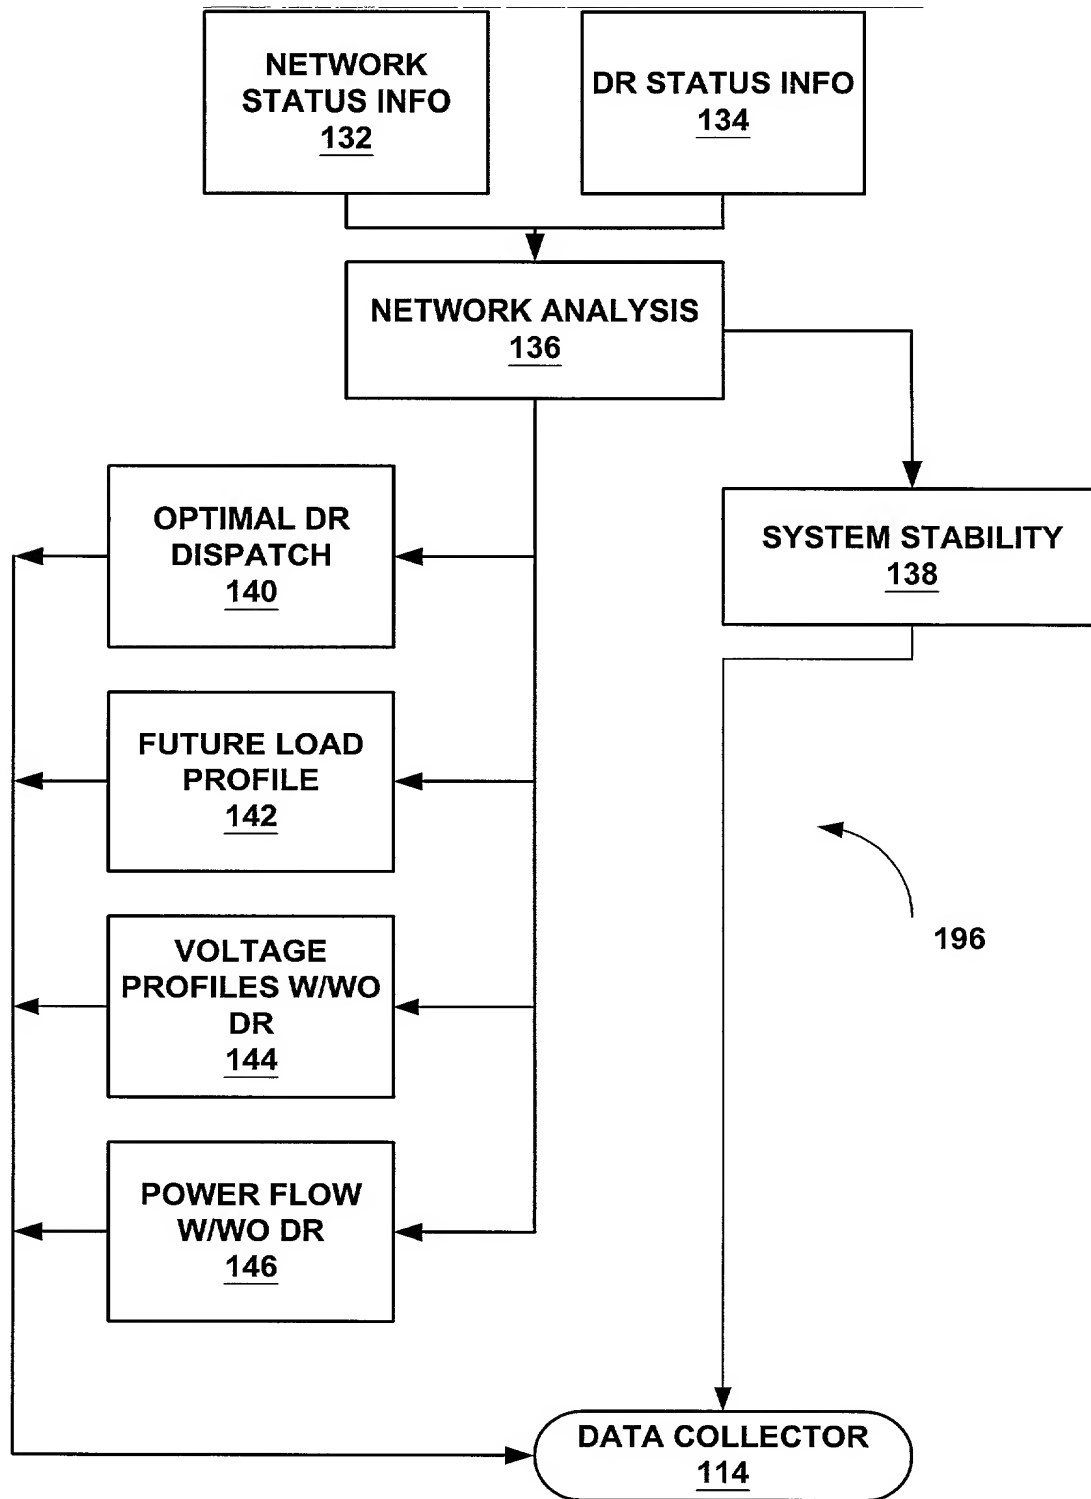 NETWORK
STATUS INFO
132
DR STATUS INFO
134
NETWORK ANALYSIS
136
OPTIMAL DR
DISPATCH
140
SYSTEM STABILITY
138
FUTURE LOAD
PROFILE
142
VOLTAGE
PROFILES W/WO
DR
144
196
POWER FLOW
W/WO DR
146
DATA COLLECTOR
114